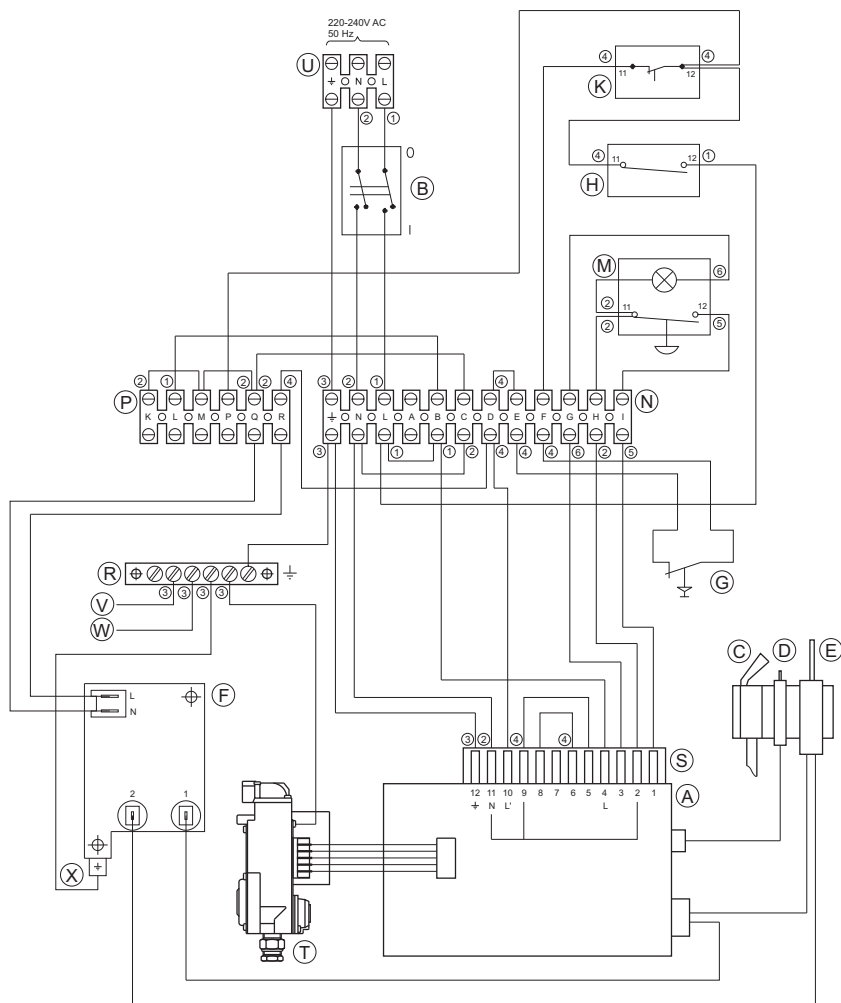 220-240V AC
50 Hz
U
N L
2 1
O
B
I
4 4
11 12
K
4 11 12 1
H
M 6
2 11 12
2 5
2 1 2 2 4 3 2 1 4
P K L M P Q R
N L A B C D E F G H I N
3 1 1 2 4 4 4 6 2 5
R
3 3 3 3
V
W
G
C D E
L F
N
3 2 4 4
S
12 11 10 9 8 7 6 5 4 3 2 1 A
N L' L
2 1
X
T